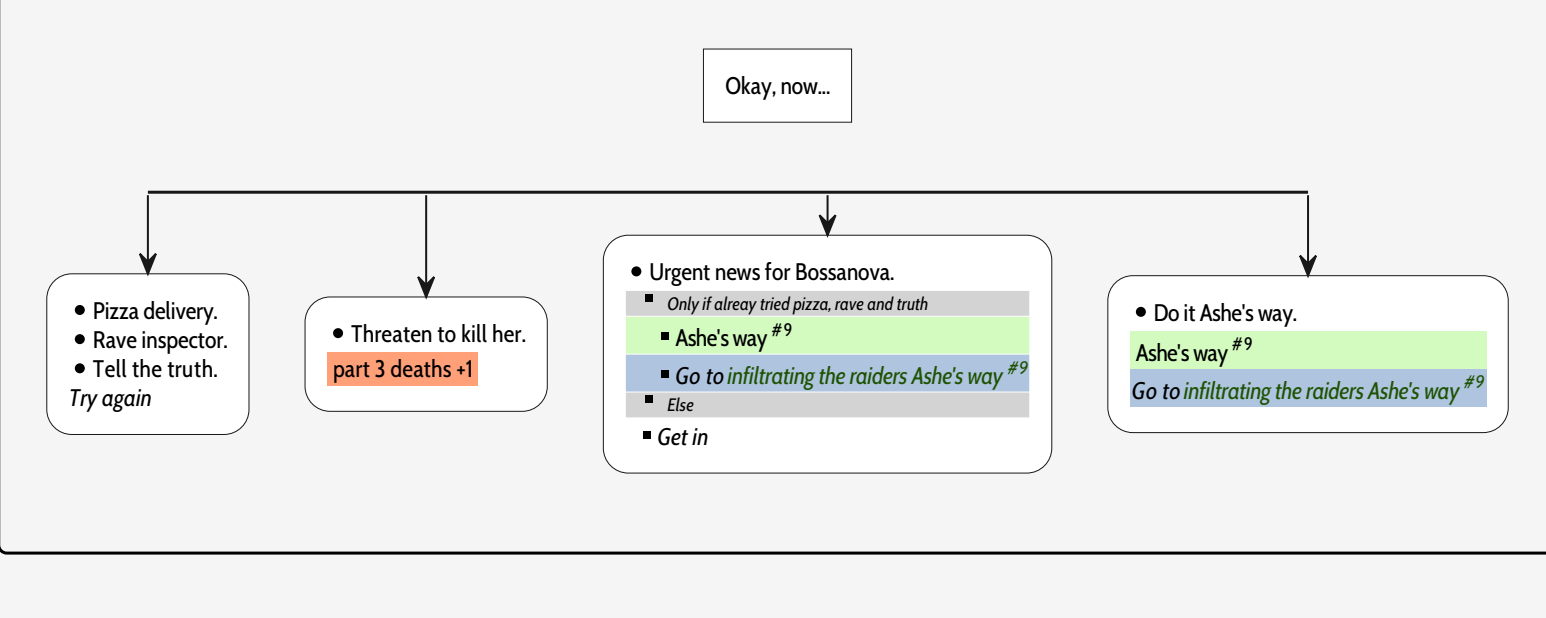 Okay, now...
Pizza delivery.
Rave inspector.
Tell the truth.
Try again
Threaten to kill her.
part 3 deaths +1
Urgent news for Bossanova.
Only if alreay tried pizza, rave and truth
Ashe's way #9
Go to infiltrating the raiders Ashe's way #9
Else
Get in
Do it Ashe's way.
Ashe's way #9
Go to infiltrating the raiders Ashe's way #9